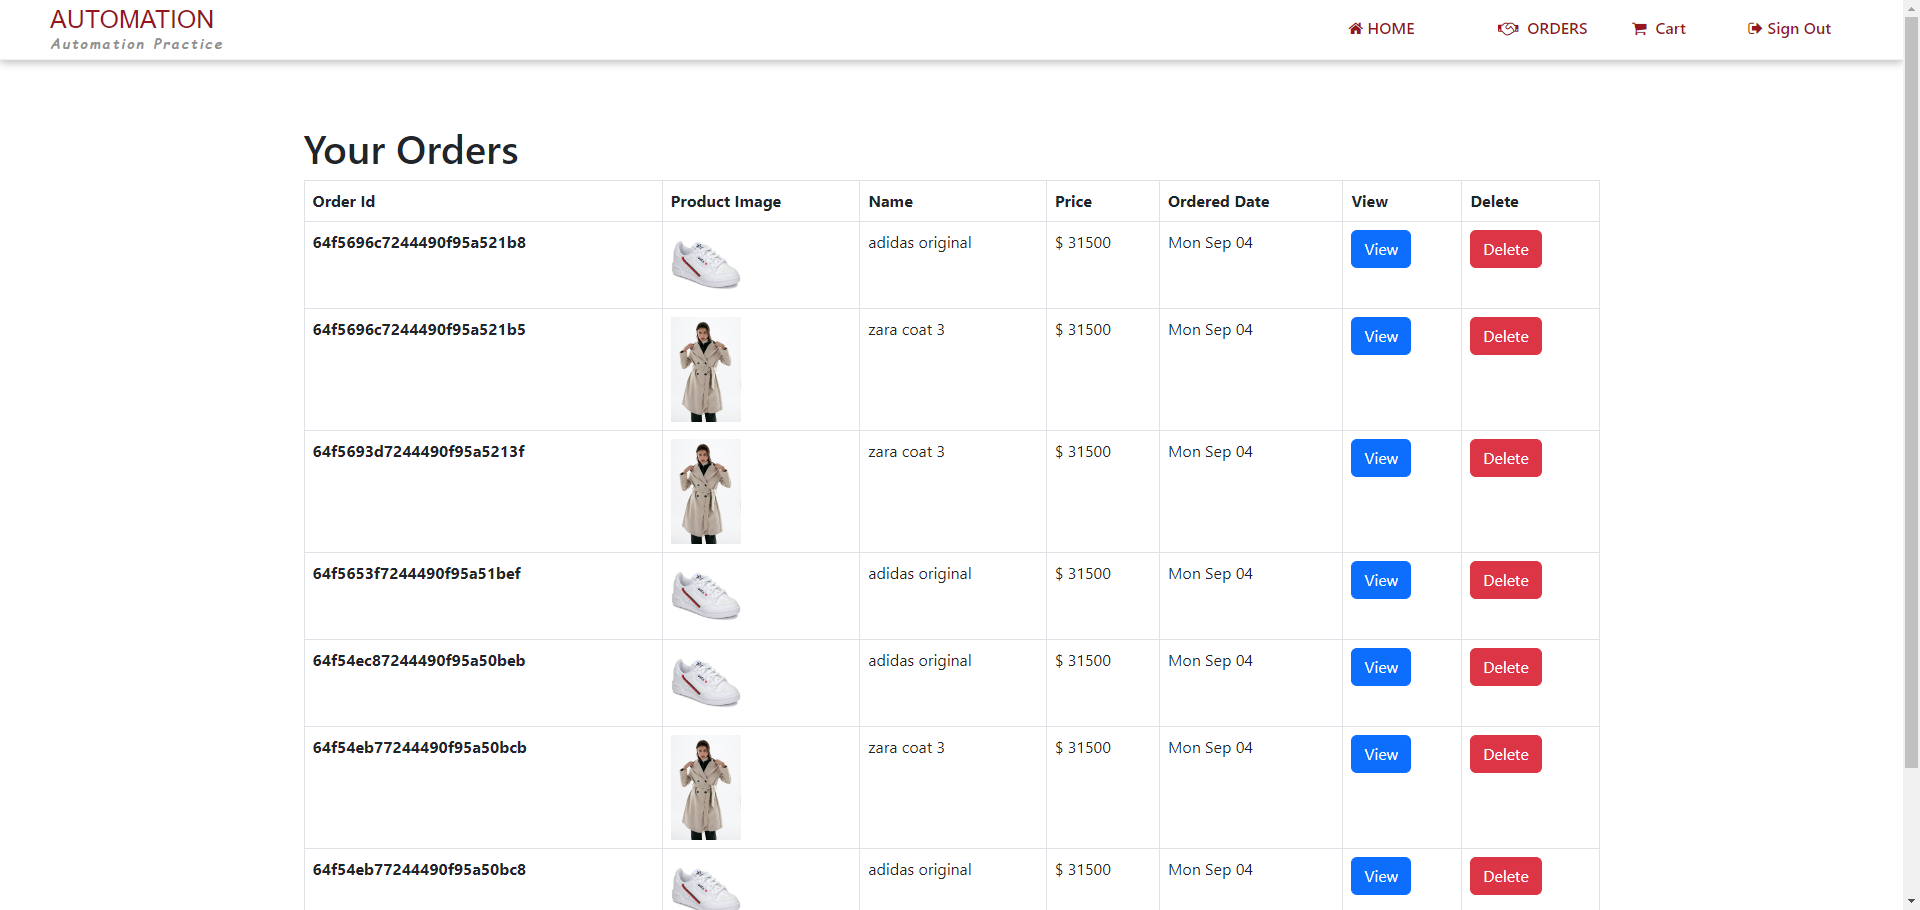 AUTOMATION
Automation Practice
HOME ORDERS Cart Sign Out
Your Orders
Order Id Product Image Name Price Ordered Date View Delete
64f5696c7244490f95a521b8 adidas original $ 31500 Mon Sep 04 View Delete
64f5696c7244490f95a521b5 zara coat 3 $ 31500 Mon Sep 04 View Delete
64f5693d7244490f95a5213f zara coat 3 $ 31500 Mon Sep 04 View Delete
64f5653f7244490f95a51bef adidas original $ 31500 Mon Sep 04 View Delete
64f54ec87244490f95a50beb adidas original $ 31500 Mon Sep 04 View Delete
64f54eb77244490f95a50bcb zara coat 3 $ 31500 Mon Sep 04 View Delete
64f54eb77244490f95a50bc8 adidas original $ 31500 Mon Sep 04 View Delete